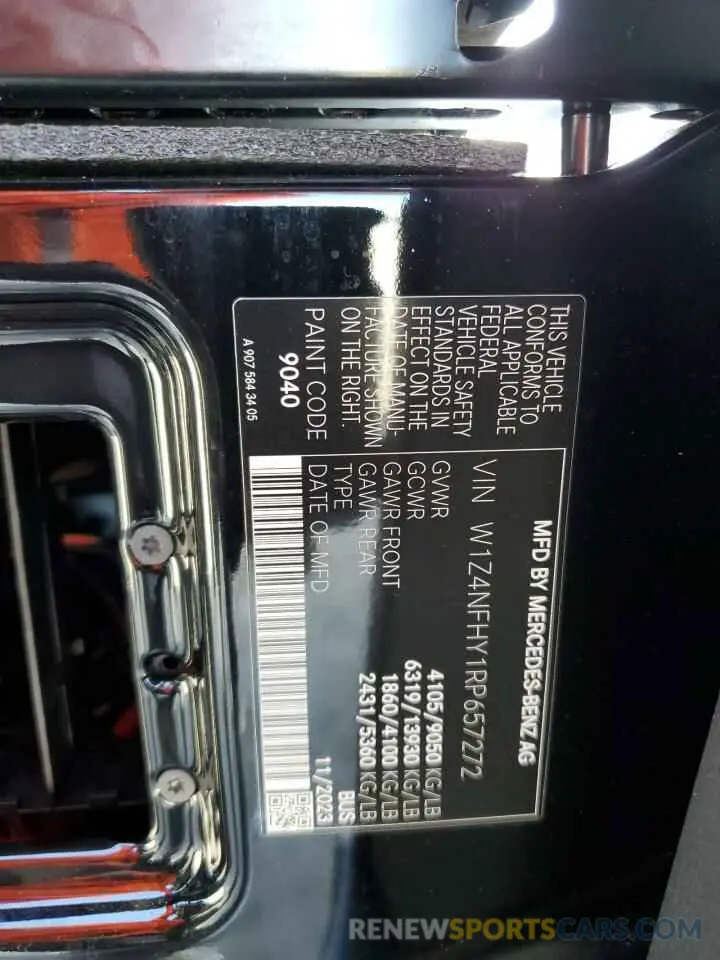 MFD BY MERCEDES-BENZ AG
VIN W1Z4NFHY1RP657272
GVWR 4105/9050 KG/LB
GCWR 6319/13930 KG/LB
GAWR FRONT 1860/4100 KG/LB
GAWR REAR 2431/5360 KG/LB
TYPE BUS
DATE OF MFD 11/2023
THIS VEHICLE
CONFORMS TO
ALL APPLICABLE
FEDERAL
VEHICLE SAFETY
STANDARDS IN
EFFECT ON THE
DATE OF MANU-
FACTURE SHOWN
ON THE RIGHT.
PAINT CODE
9040
A 907 584 34 05
RENEWSPORTSCARS.COM